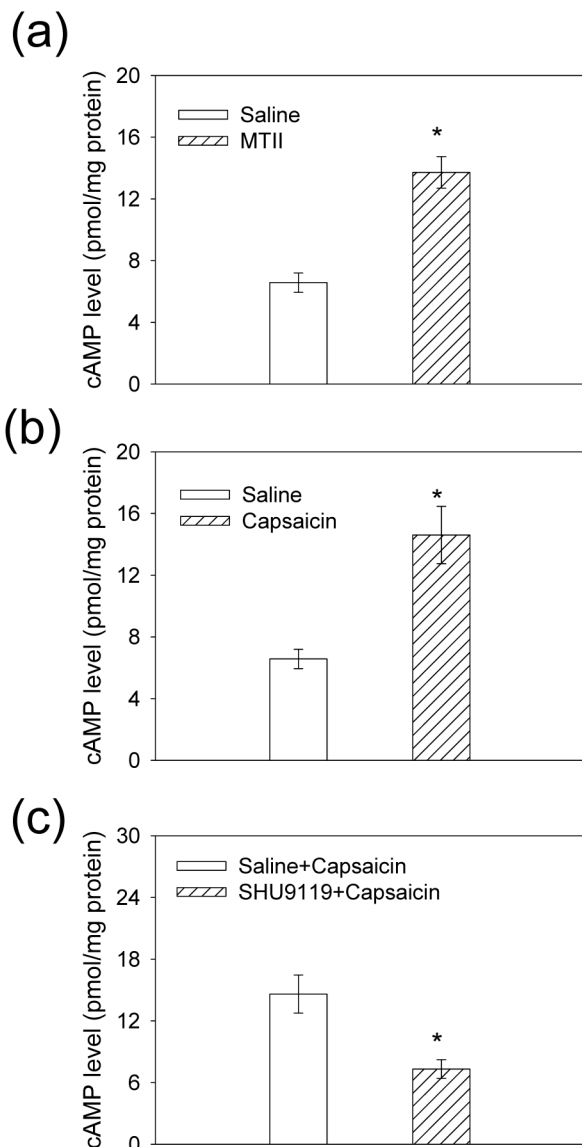 (a)
cAMP level (pmol/mg protein)
20
16
12
8
4
0
Saline
MTII
*
(b)
cAMP level (pmol/mg protein)
20
16
12
8
4
0
Saline
Capsaicin
*
(c)
cAMP level (pmol/mg protein)
30
24
18
12
6
0
Saline+Capsaicin
SHU9119+Capsaicin
*